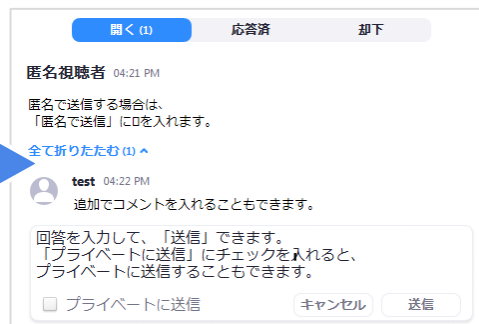 開く (1) 応答済 却下
匿名視聴者 04:21 PM
匿名で送信する場合は、
「匿名で送信」に☑を入れます。
全て折りたたむ (1)
test 04:22 PM
追加でコメントを入れることもできます。
回答を入力して、「送信」できます。
「プライベートに送信」にチェックを入れると、
プライベートに送信することもできます。
プライベートに送信 キャンセル 送信